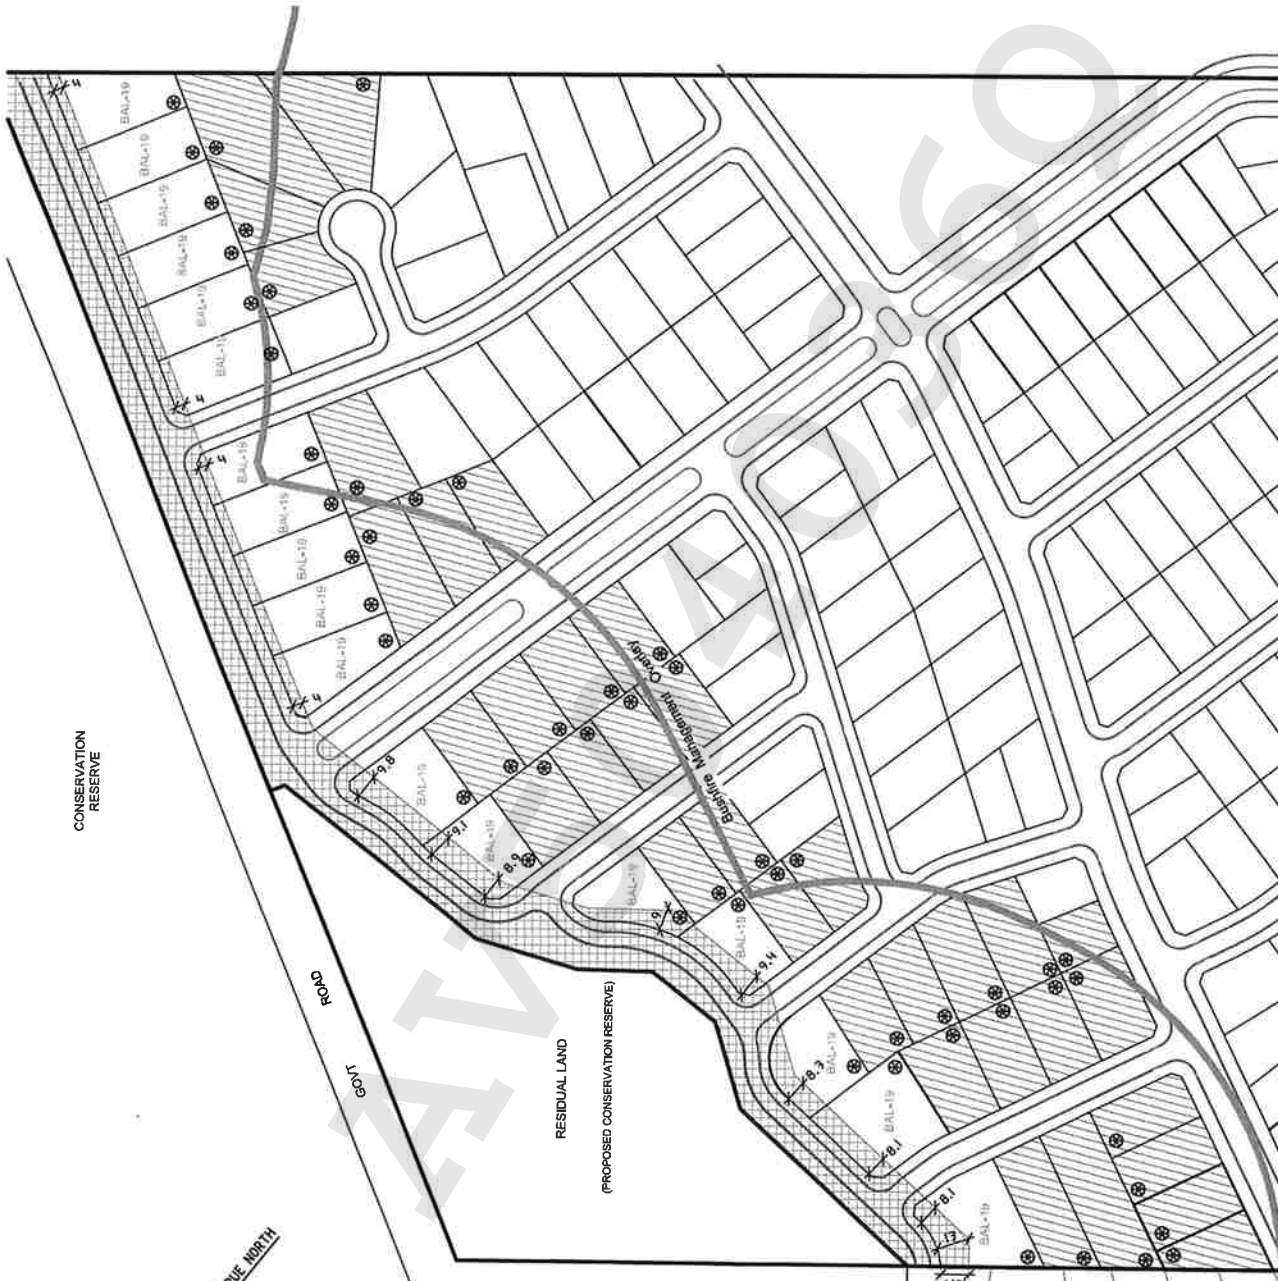 4
BAL-19
BAL-19
BAL-19
BAL-19
BAL-19
4
4
BAL-19
BAL-19
BAL-19
BAL-19
BAL-19
4
CONSERVATION
RESERVE
Bushfire Management Overlay
9.8
BAL-19
9.1
BAL-19
8.9
BAL-19
9
BAL-19
9.4
ROAD
GOVT
RESIDUAL LAND
(PROPOSED CONSERVATION RESERVE)
BAL-19
8.3
BAL-19
8.1
8.1
13
BAL-19
NORTH